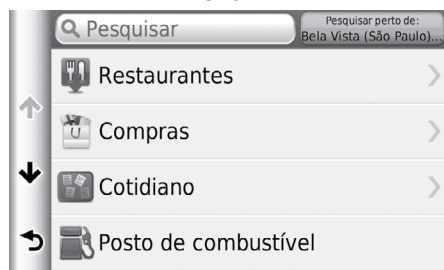 Pesquisar
Pesquisar perto de:
Bela Vista (São Paulo)...
Restaurantes
Compras
Cotidiano
Posto de combustível